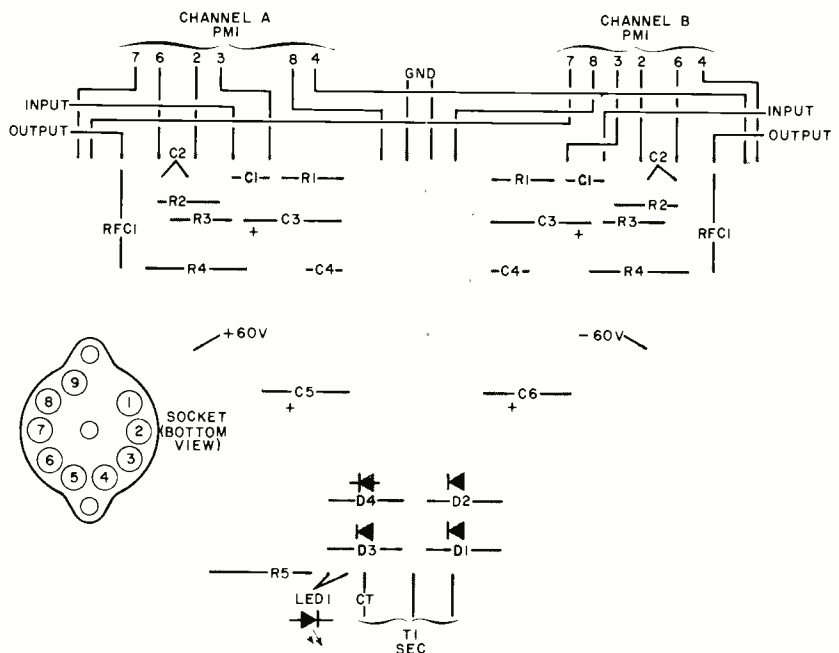 CHANNEL A
PM1
CHANNEL B
PM1
7 6 2 3 8 4
GND
7 8 3 2 6 4
INPUT
INPUT
OUTPUT
OUTPUT
C2
C2
C1 R1
R1 C1
R2
R2
RFC1
R3 C3
+
C3 R3
+
RFC1
R4 C4
C4 R4
+60V
-60V
C5
+
C6
+
9
8 1
7 2
6 3
5 4
SOCKET
(BOTTOM
VIEW)
D4 D2
D3 D1
R5
LED1
CT
T1
SEC